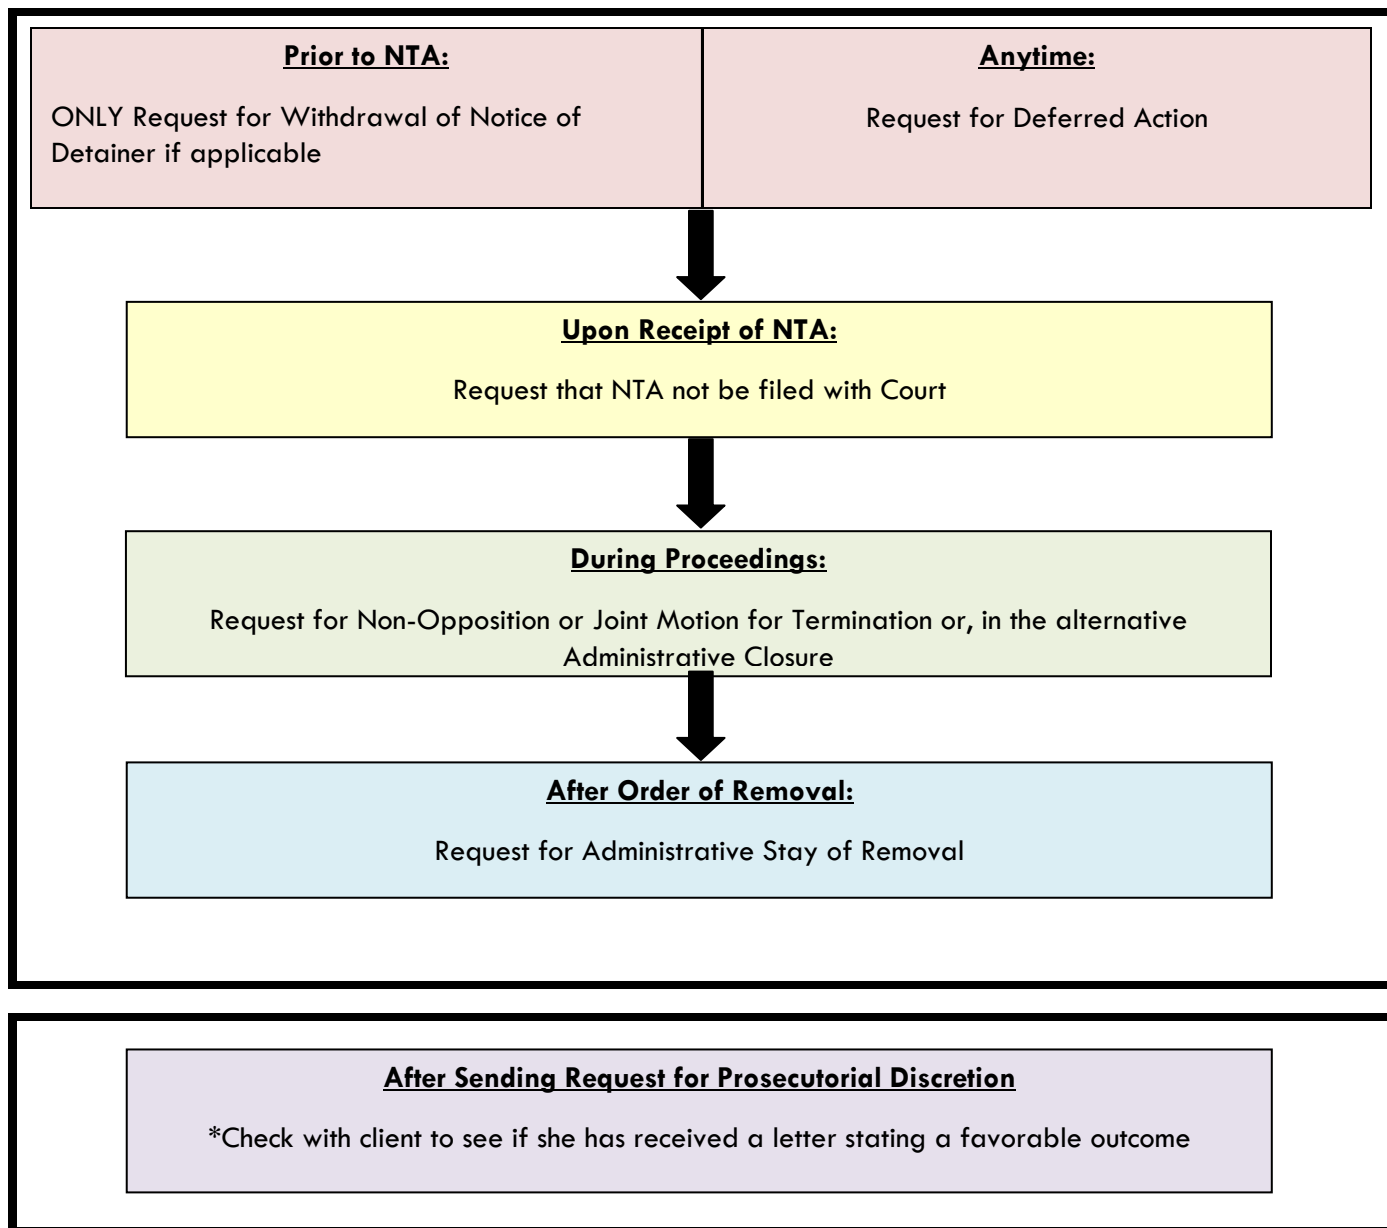 Prior to NTA:
ONLY Request for Withdrawal of Notice of
Detainer if applicable
Anytime:
Request for Deferred Action
Upon Receipt of NTA:
Request that NTA not be filed with Court
During Proceedings:
Request for Non-Opposition or Joint Motion for Termination or, in the alternative
Administrative Closure
After Order of Removal:
Request for Administrative Stay of Removal
After Sending Request for Prosecutorial Discretion
*Check with client to see if she has received a letter stating a favorable outcome